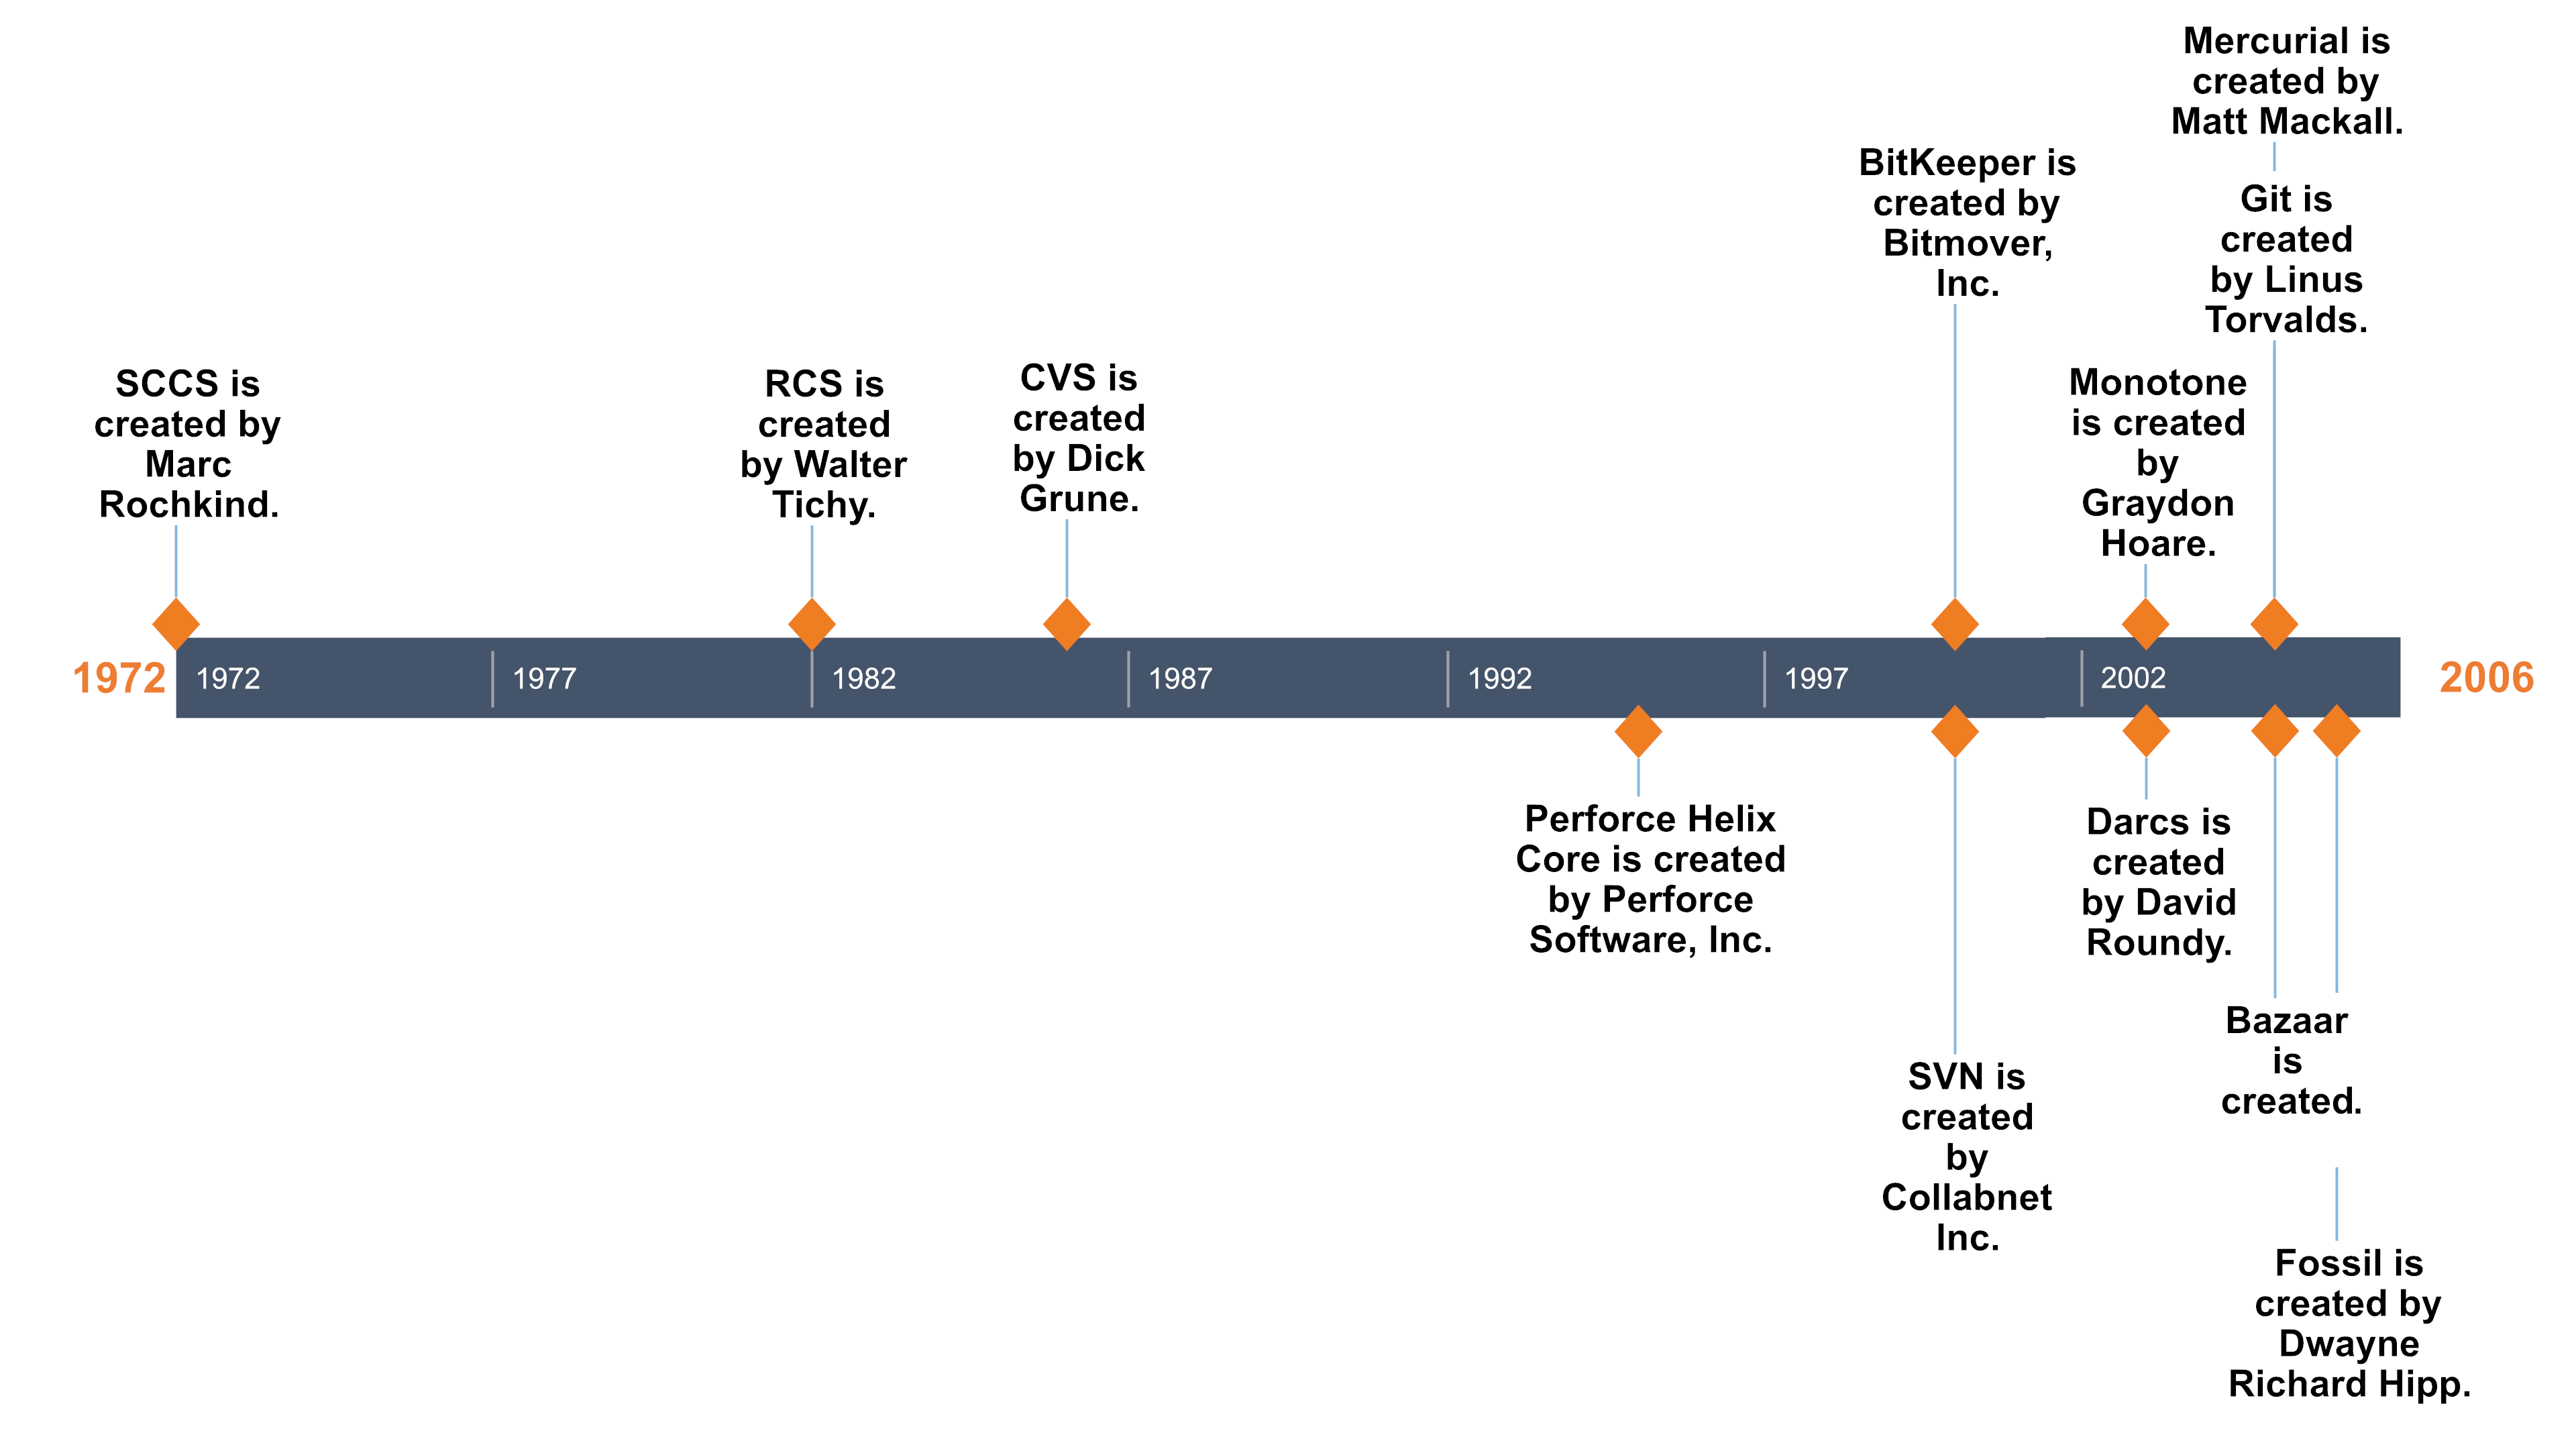 Mercurial is
created by
Matt Mackall.
BitKeeper is
created by
Bitmover,
Inc.
Git is
created
by Linus
Torvalds.
SCCS is
created by
Marc
Rochkind.
RCS is
created
by Walter
Tichy.
CVS is
created
by Dick
Grune.
Monotone
is created
by
Graydon
Hoare.
1972
1972
1977
1982
1987
1992
1997
2002
2006
Perforce Helix
Core is created
by Perforce
Software, Inc.
SVN is
created
by
Collabnet
Inc.
Darcs is
created
by David
Roundy.
Bazaar
is
created.
Fossil is
created by
Dwayne
Richard Hipp.